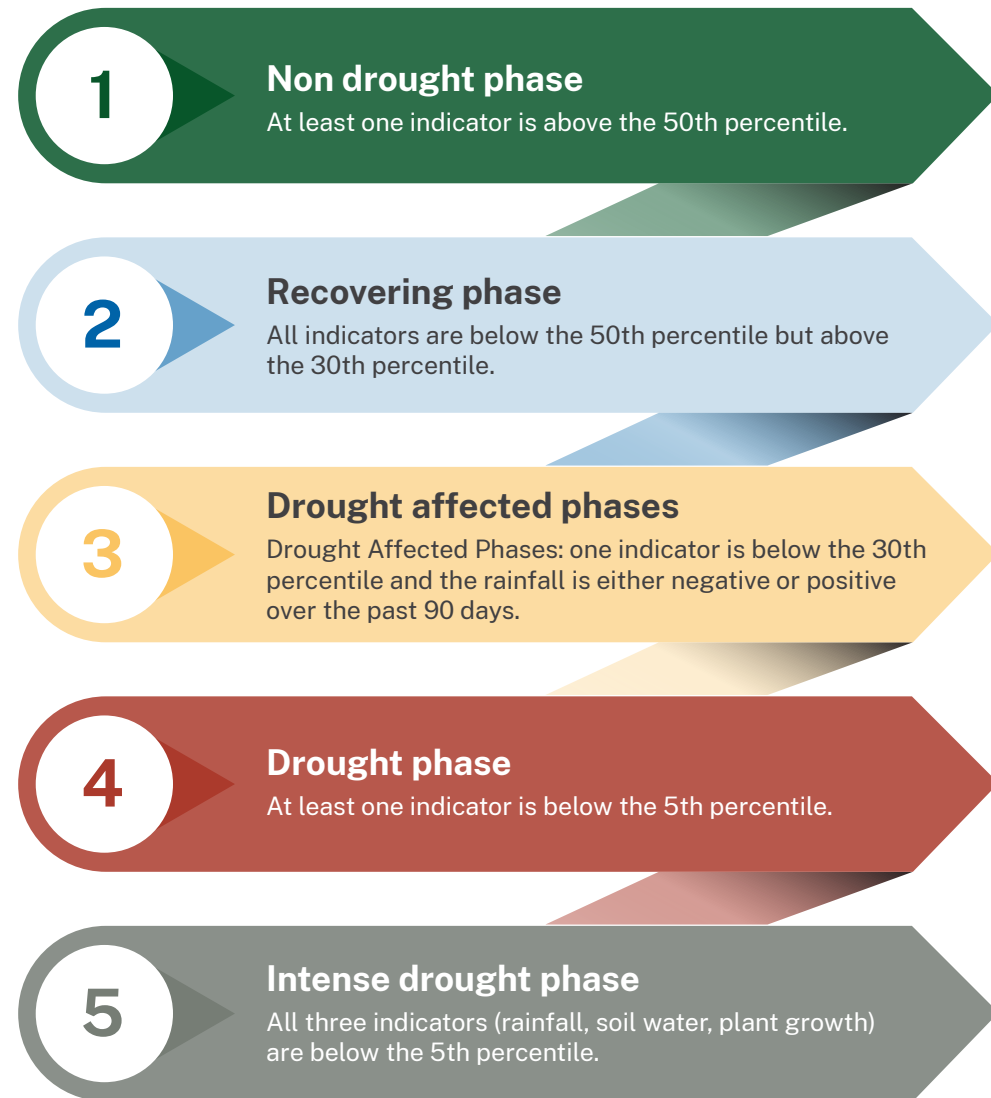 1
Non drought phase
At least one indicator is above the 50th percentile.
2
Recovering phase
All indicators are below the 50th percentile but above
the 30th percentile.
3
Drought affected phases
Drought Affected Phases: one indicator is below the 30th
percentile and the rainfall is either negative or positive
over the past 90 days.
4
Drought phase
At least one indicator is below the 5th percentile.
5
Intense drought phase
All three indicators (rainfall, soil water, plant growth)
are below the 5th percentile.